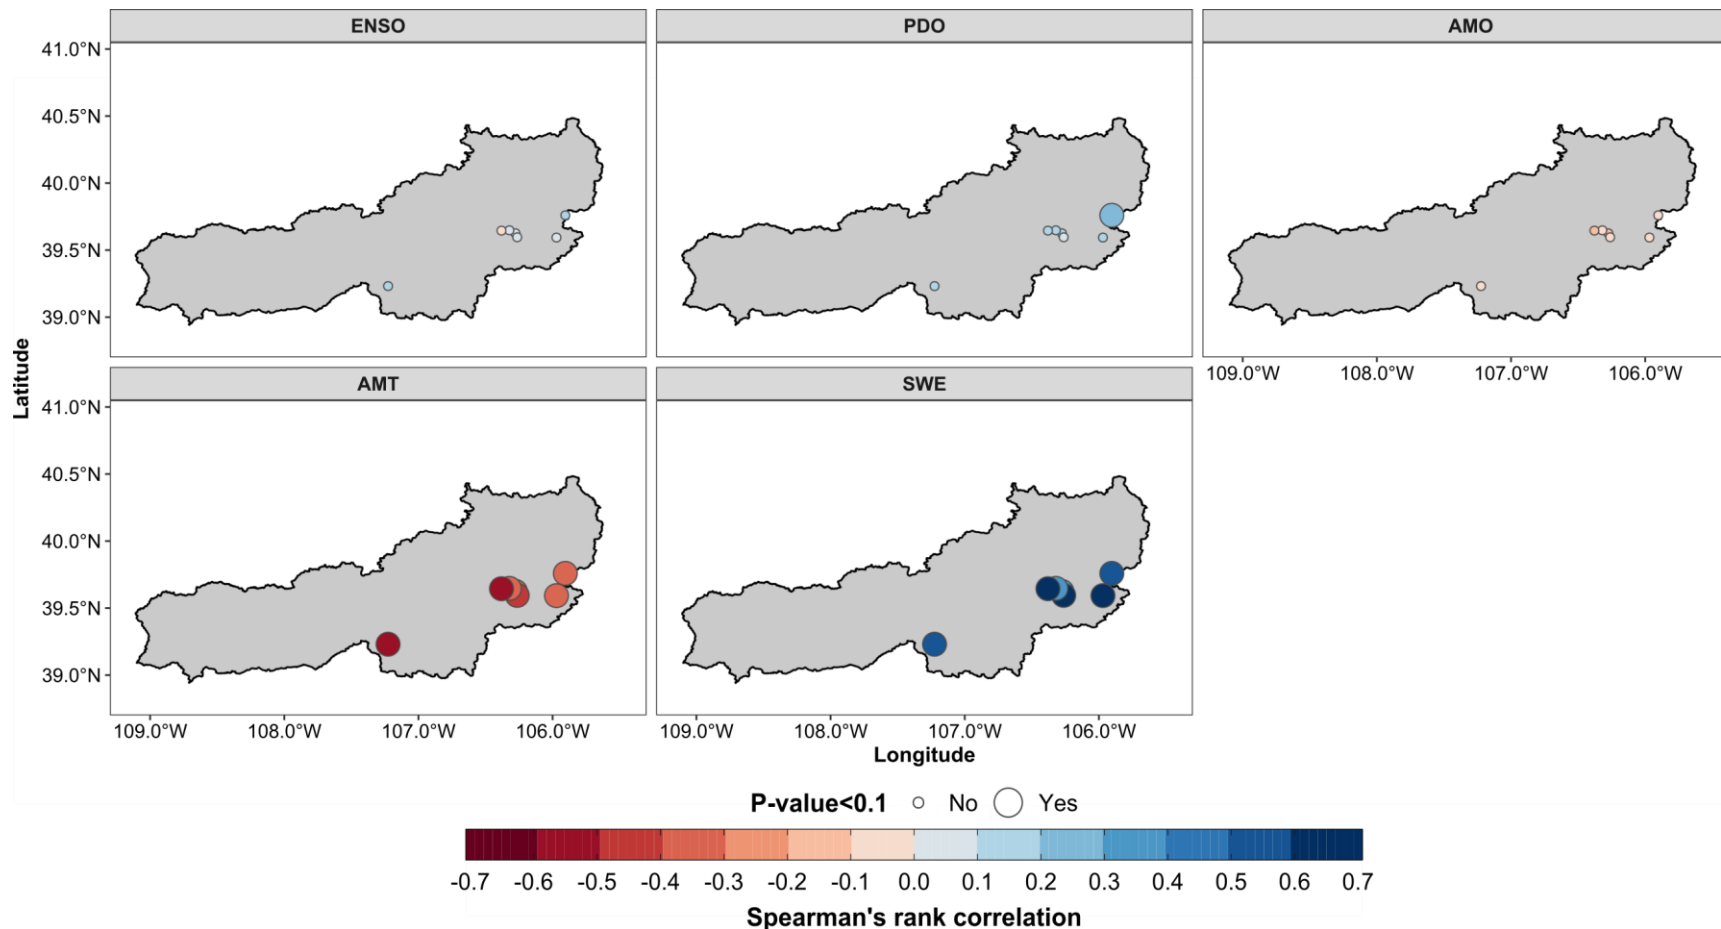 ENSO PDO AMO
41.0°N
40.5°N
40.0°N
39.5°N
39.0°N
109.0°W 108.0°W 107.0°W 106.0°W
AMT SWE
Latitude
41.0°N
40.5°N
40.0°N
39.5°N
39.0°N
109.0°W 108.0°W 107.0°W 106.0°W 109.0°W 108.0°W 107.0°W 106.0°W
Longitude
P-value<0.1 No Yes
-0.7 -0.6 -0.5 -0.4 -0.3 -0.2 -0.1 0.0 0.1 0.2 0.3 0.4 0.5 0.6 0.7
Spearman's rank correlation